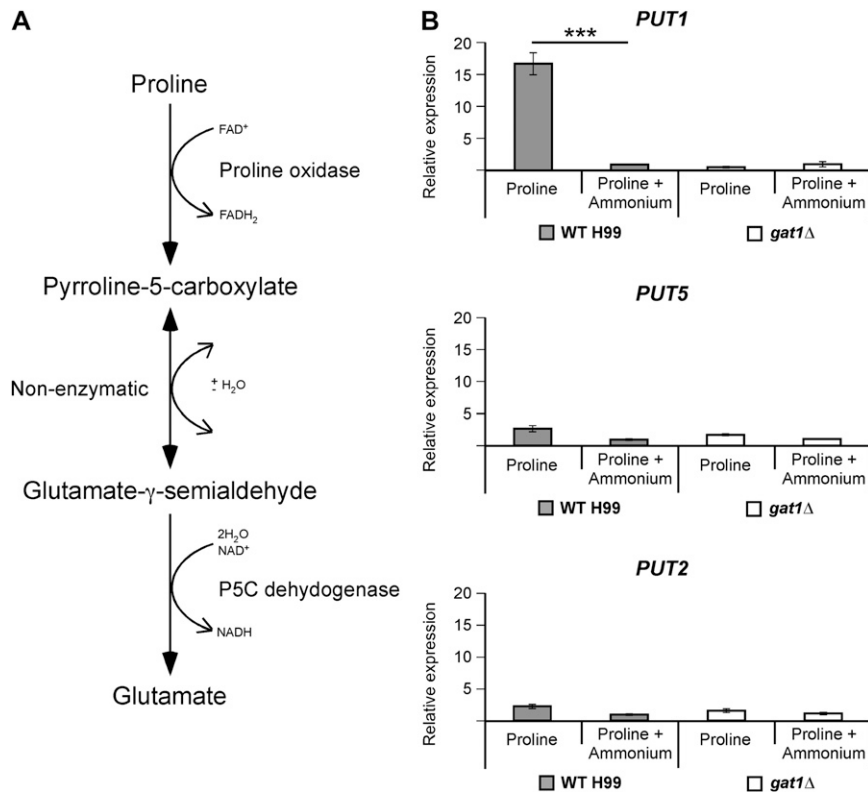 A
Proline
FAD⁺
Proline oxidase
FADH₂
Pyrroline-5-carboxylate
Non-enzymatic
± H₂O
Glutamate-γ-semialdehyde
2H₂O
NAD⁺
P5C dehydogenase
NADH
Glutamate
B
PUT1
Relative expression
20
15
10
5
***
Proline
Proline +
Ammonium
Proline
Proline +
Ammonium
WT H99
gat1Δ
PUT5
Relative expression
20
15
10
5
Proline
Proline +
Ammonium
Proline
Proline +
Ammonium
WT H99
gat1Δ
PUT2
Relative expression
20
15
10
5
Proline
Proline +
Ammonium
Proline
Proline +
Ammonium
WT H99
gat1Δ